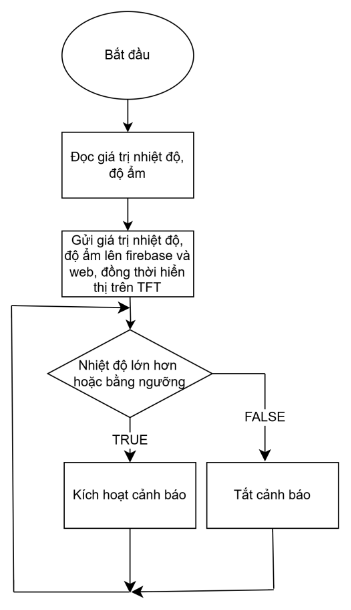 Bắt đầu
Đọc giá trị nhiệt độ,
độ ẩm
Gửi giá trị nhiệt độ,
độ ẩm lên firebase và
web, đồng thời hiển
thị trên TFT
Nhiệt độ lớn hơn
hoặc bằng ngưỡng
FALSE
TRUE
Kích hoạt cảnh báo
Tắt cảnh báo